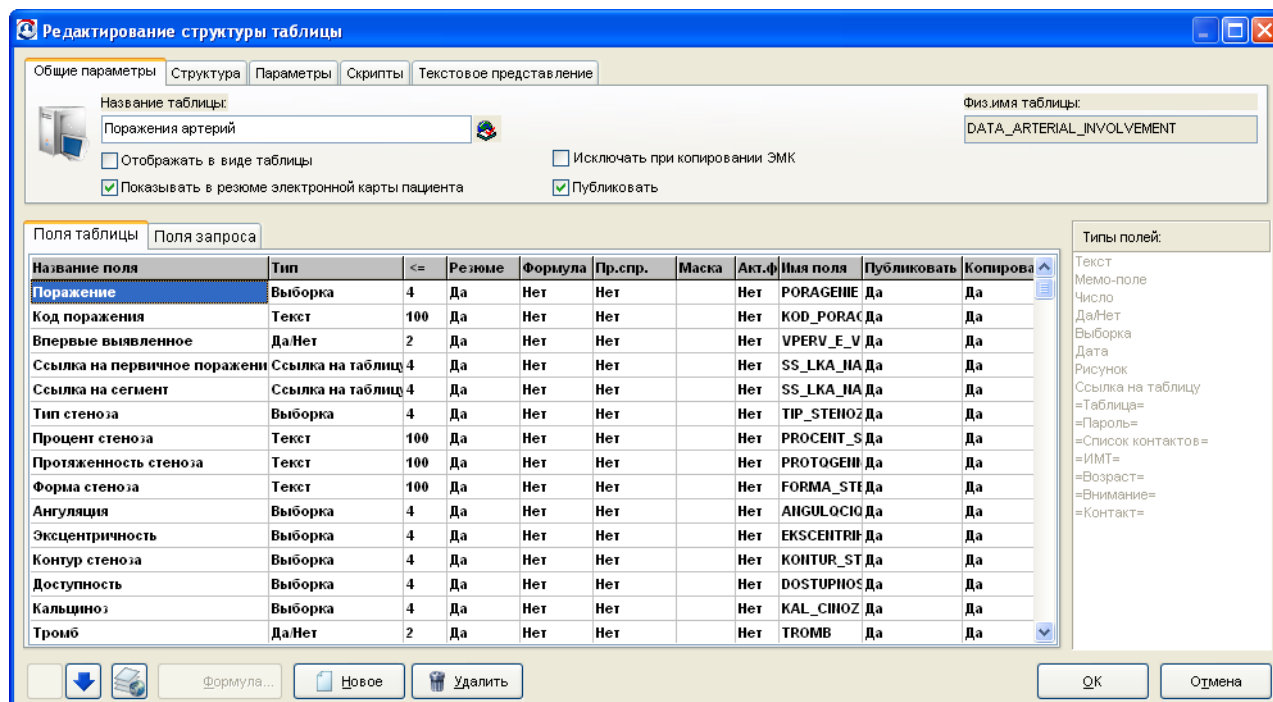 Редактирование структуры таблицы
Общие параметры Структура Параметры Скрипты Текстовое представление
Название таблицы: Физ.имя таблицы:
Поражения артерий DATA_ARTERIAL_INVOLVEMENT
Отображать в виде таблицы Исключать при копировании ЭМК
Показывать в резюме электронной карты пациента Публиковать
Поля таблицы Поля запроса Типы полей:
Название поля Тип <= Резюме Формула Пр.спр. Маска Акт.ф Имя поля Публиковать Копирова
Поражение Выборка 4 Да Нет Нет Нет PORAGENIE Да Да
Код поражения Текст 100 Да Нет Нет Нет KOD_PORAG Да Да
Впервые выявленное Да/Нет 2 Да Нет Нет Нет VPERV_E_V Да Да
Ссылка на первичное поражени Ссылка на таблиц 4 Да Нет Нет Нет SS_LKA_NA Да Да
Ссылка на сегмент Ссылка на таблиц 4 Да Нет Нет Нет SS_LKA_NA Да Да
Тип стеноза Выборка 4 Да Нет Нет Нет TIP_STENOZ Да Да
Процент стеноза Текст 100 Да Нет Нет Нет PROCENT_S Да Да
Протяженность стеноза Текст 100 Да Нет Нет Нет PROTQGENN Да Да
Форма стеноза Текст 100 Да Нет Нет Нет FORMA_STE Да Да
Ангуляция Выборка 4 Да Нет Нет Нет ANGULQCIQ Да Да
Эксцентричность Выборка 4 Да Нет Нет Нет EKSCENTRIH Да Да
Контур стеноза Выборка 4 Да Нет Нет Нет KONTUR_ST Да Да
Доступность Выборка 4 Да Нет Нет Нет DOSTUPNOS Да Да
Кальциноз Выборка 4 Да Нет Нет Нет KAL_CINOZ Да Да
Тромб Да/Нет 2 Да Нет Нет Нет TROMB Да Да
Текст
Мемо-поле
Число
Да/Нет
Выборка
Дата
Рисунок
Ссылка на таблицу
=Таблица=
=Пароль=
=Список контактов=
=ИМТ=
=Возраст=
=Внимание=
=Контакт=
Формула... Новое Удалить ОК Отмена